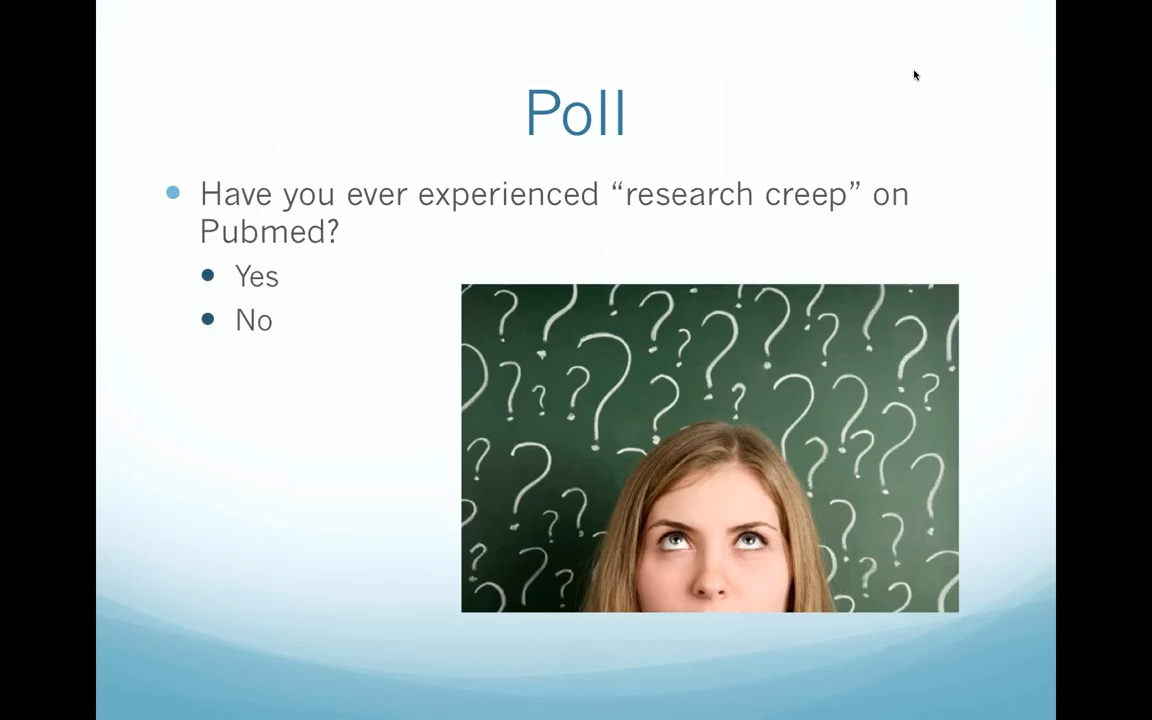 Poll
Have you ever experienced “research creep” on
Pubmed?
Yes
No